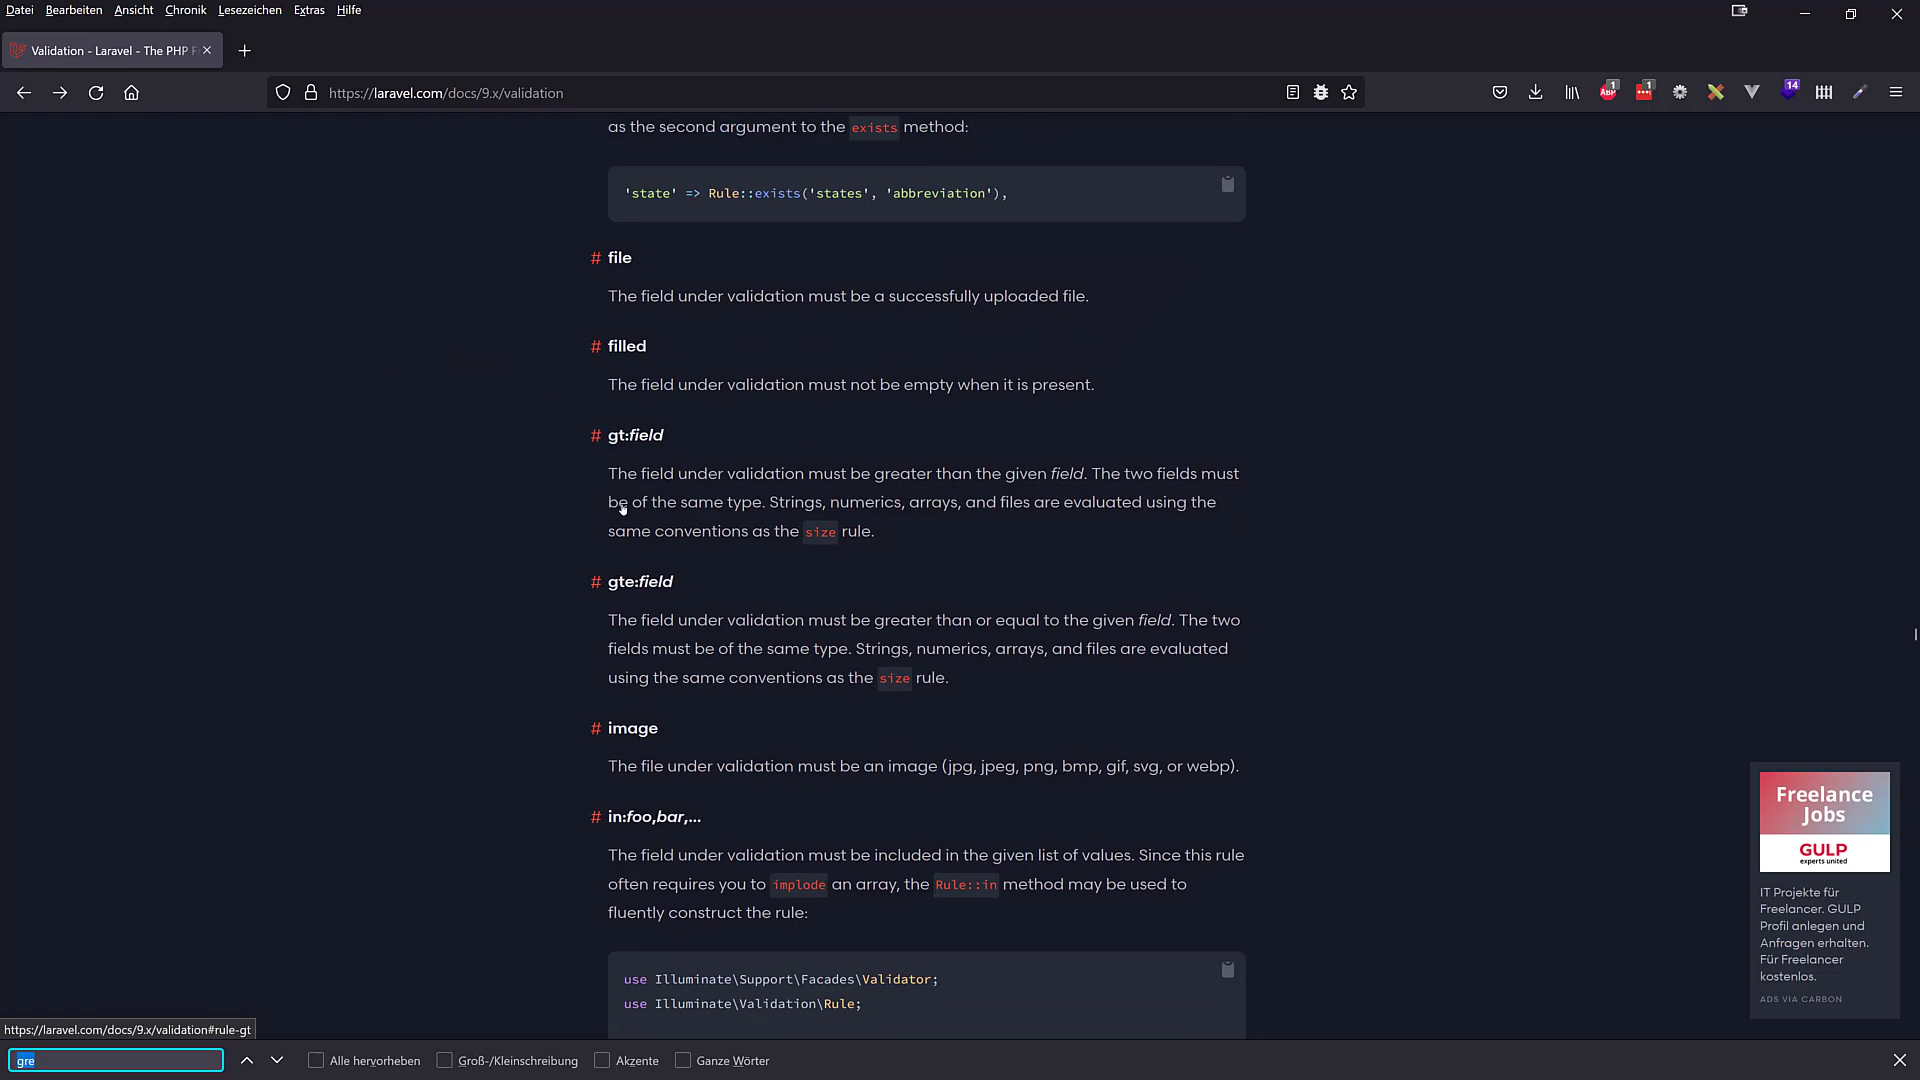 Datei Bearbeiten Ansicht Chronik Lesezeichen Extras Hilfe
Validation - Laravel - The PHP F
https://laravel.com/docs/9.x/validation
ABP 1 1 14
as the second argument to the exists method:
'state' => Rule::exists('states', 'abbreviation'),
# file
The field under validation must be a successfully uploaded file.
# filled
The field under validation must not be empty when it is present.
# gt:field
The field under validation must be greater than the given field. The two fields must
be of the same type. Strings, numerics, arrays, and files are evaluated using the
same conventions as the size rule.
# gte:field
The field under validation must be greater than or equal to the given field. The two
fields must be of the same type. Strings, numerics, arrays, and files are evaluated
using the same conventions as the size rule.
# image
The file under validation must be an image (jpg, jpeg, png, bmp, gif, svg, or webp).
# in:foo,bar,...
The field under validation must be included in the given list of values. Since this rule
often requires you to implode an array, the Rule::in method may be used to
fluently construct the rule:
use Illuminate\Support\Facades\Validator;
use Illuminate\Validation\Rule;
Freelance
Jobs
GULP
experts united
IT Projekte für
Freelancer. GULP
Profil anlegen und
Anfragen erhalten.
Für Freelancer
kostenlos.
ADS VIA CARBON
https://laravel.com/docs/9.x/validation#rule-gt
gre
Alle hervorheben Groß-/Kleinschreibung Akzente Ganze Wörter